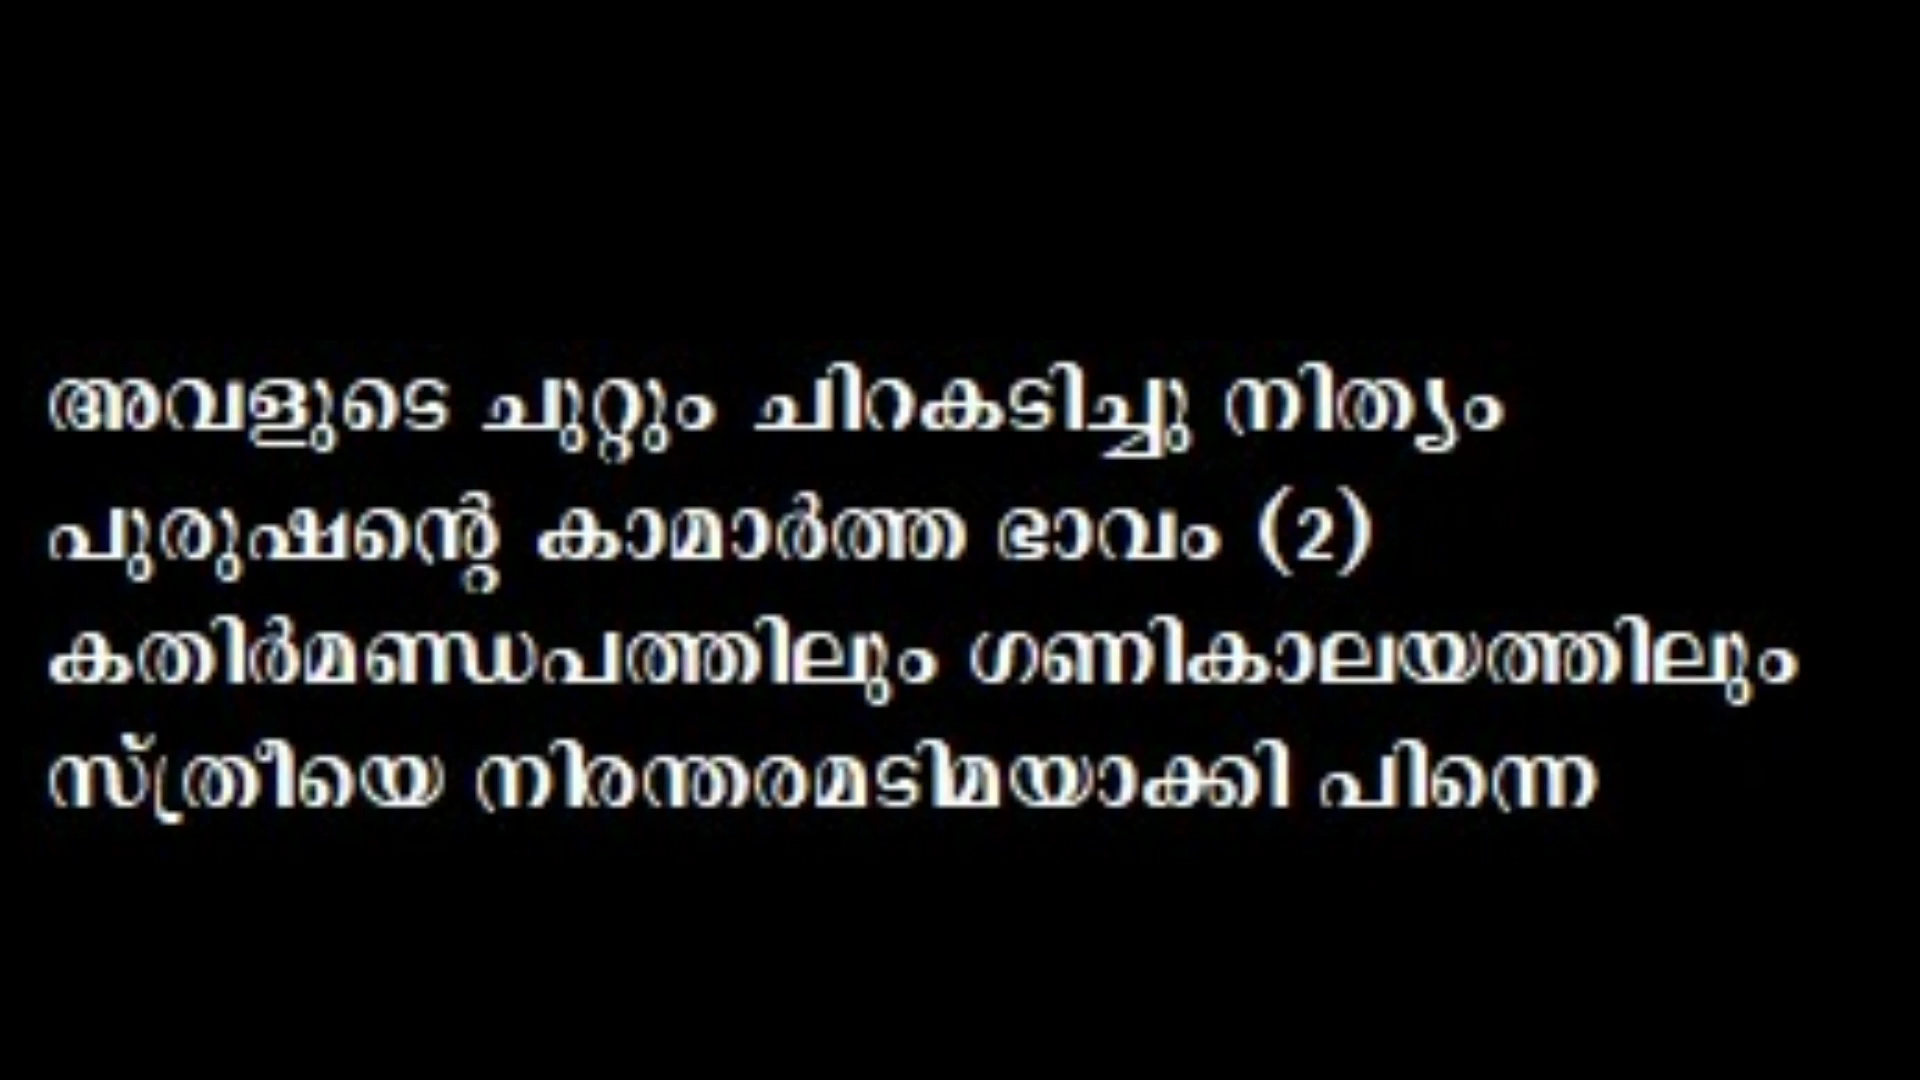 അവളുടെ ചുറ്റും ചിറകടിച്ചു നിത്യം
പുരുഷന്റെ കാമാർത്ത ഭാവം (2)
കതിർമണ്ഡപത്തിലും ഗണികാലയത്തിലും
സ്ത്രീയെ നിരന്തരമടിമയാക്കി പിന്നെ